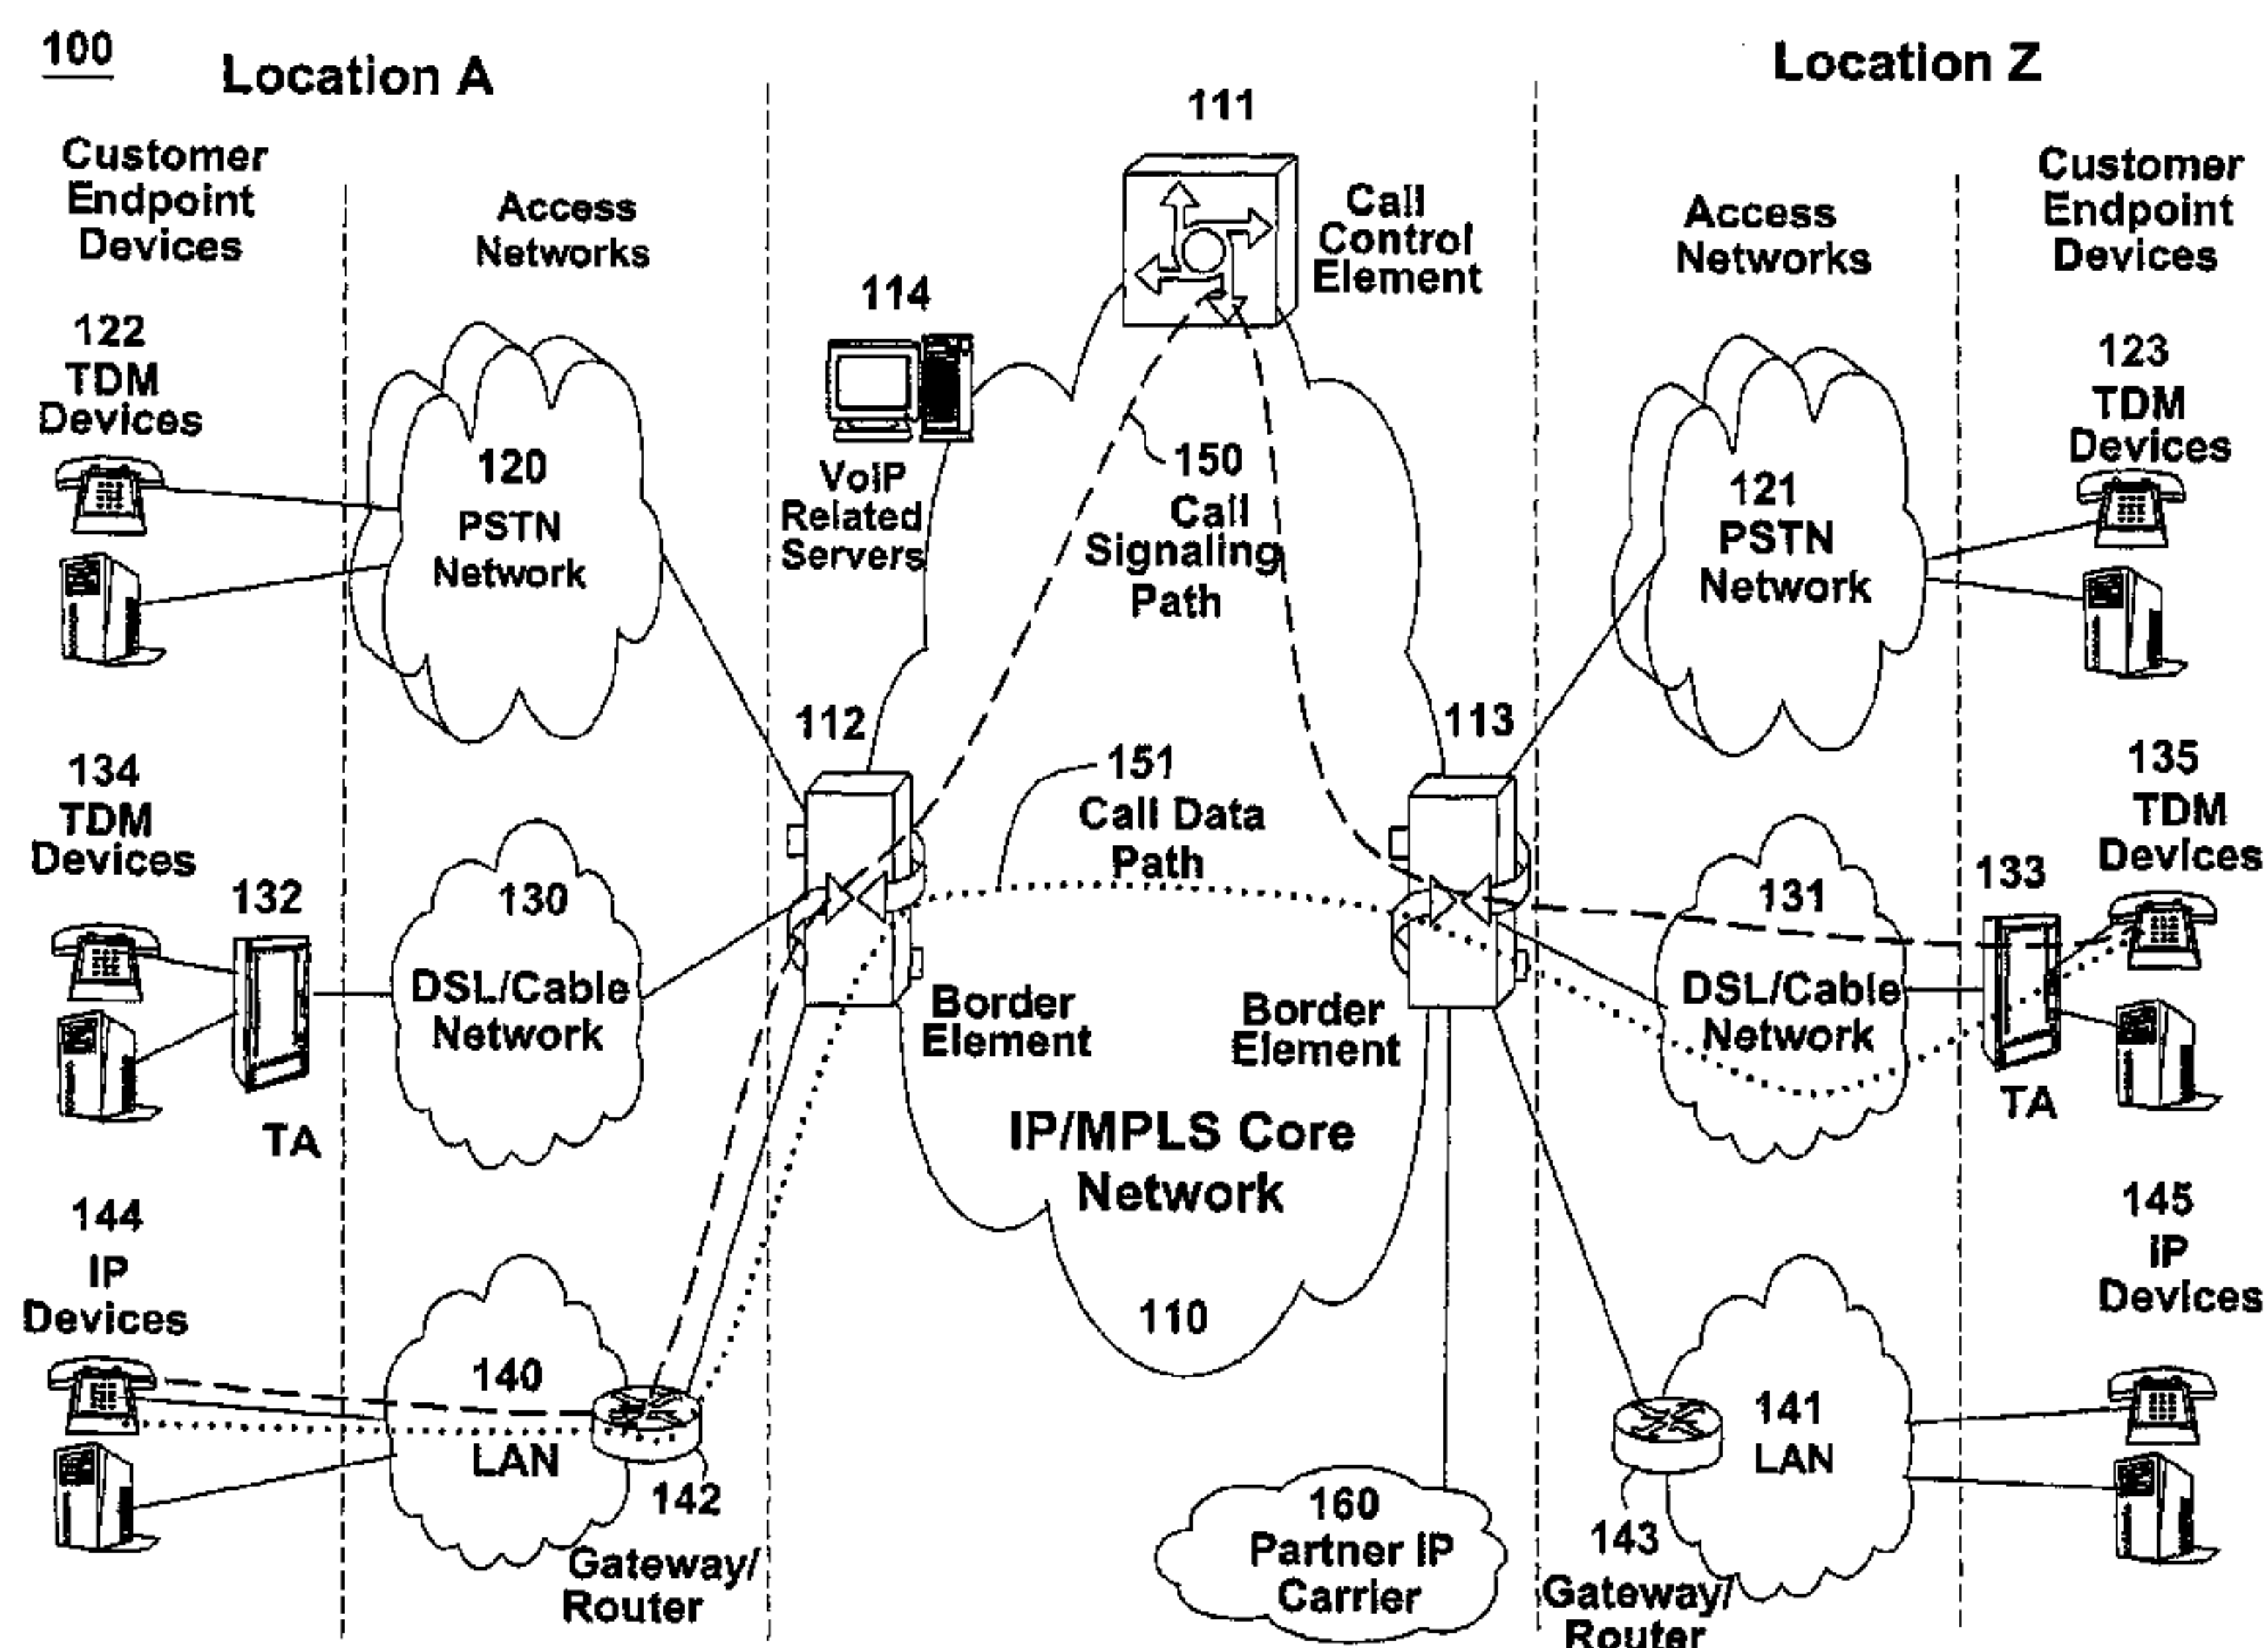 100
Location A
Location Z
Customer
Endpoint
Devices
Access
Networks
111
Call
Control
Element
Access
Networks
Customer
Endpoint
Devices
122
TDM
Devices
120
PSTN
Network
114
VoIP
Related
Servers
150
Call
Signaling
Path
121
PSTN
Network
123
TDM
Devices
134
TDM
Devices
132
TA
130
DSL/Cable
Network
112
Border
Element
151
Call Data
Path
113
Border
Element
131
DSL/Cable
Network
133
TA
135
TDM
Devices
IP/MPLS Core
Network
110
144
IP
Devices
140
LAN
142
Gateway/
Router
160
Partner IP
Carrier
143
Gateway/
Router
141
LAN
145
IP
Devices